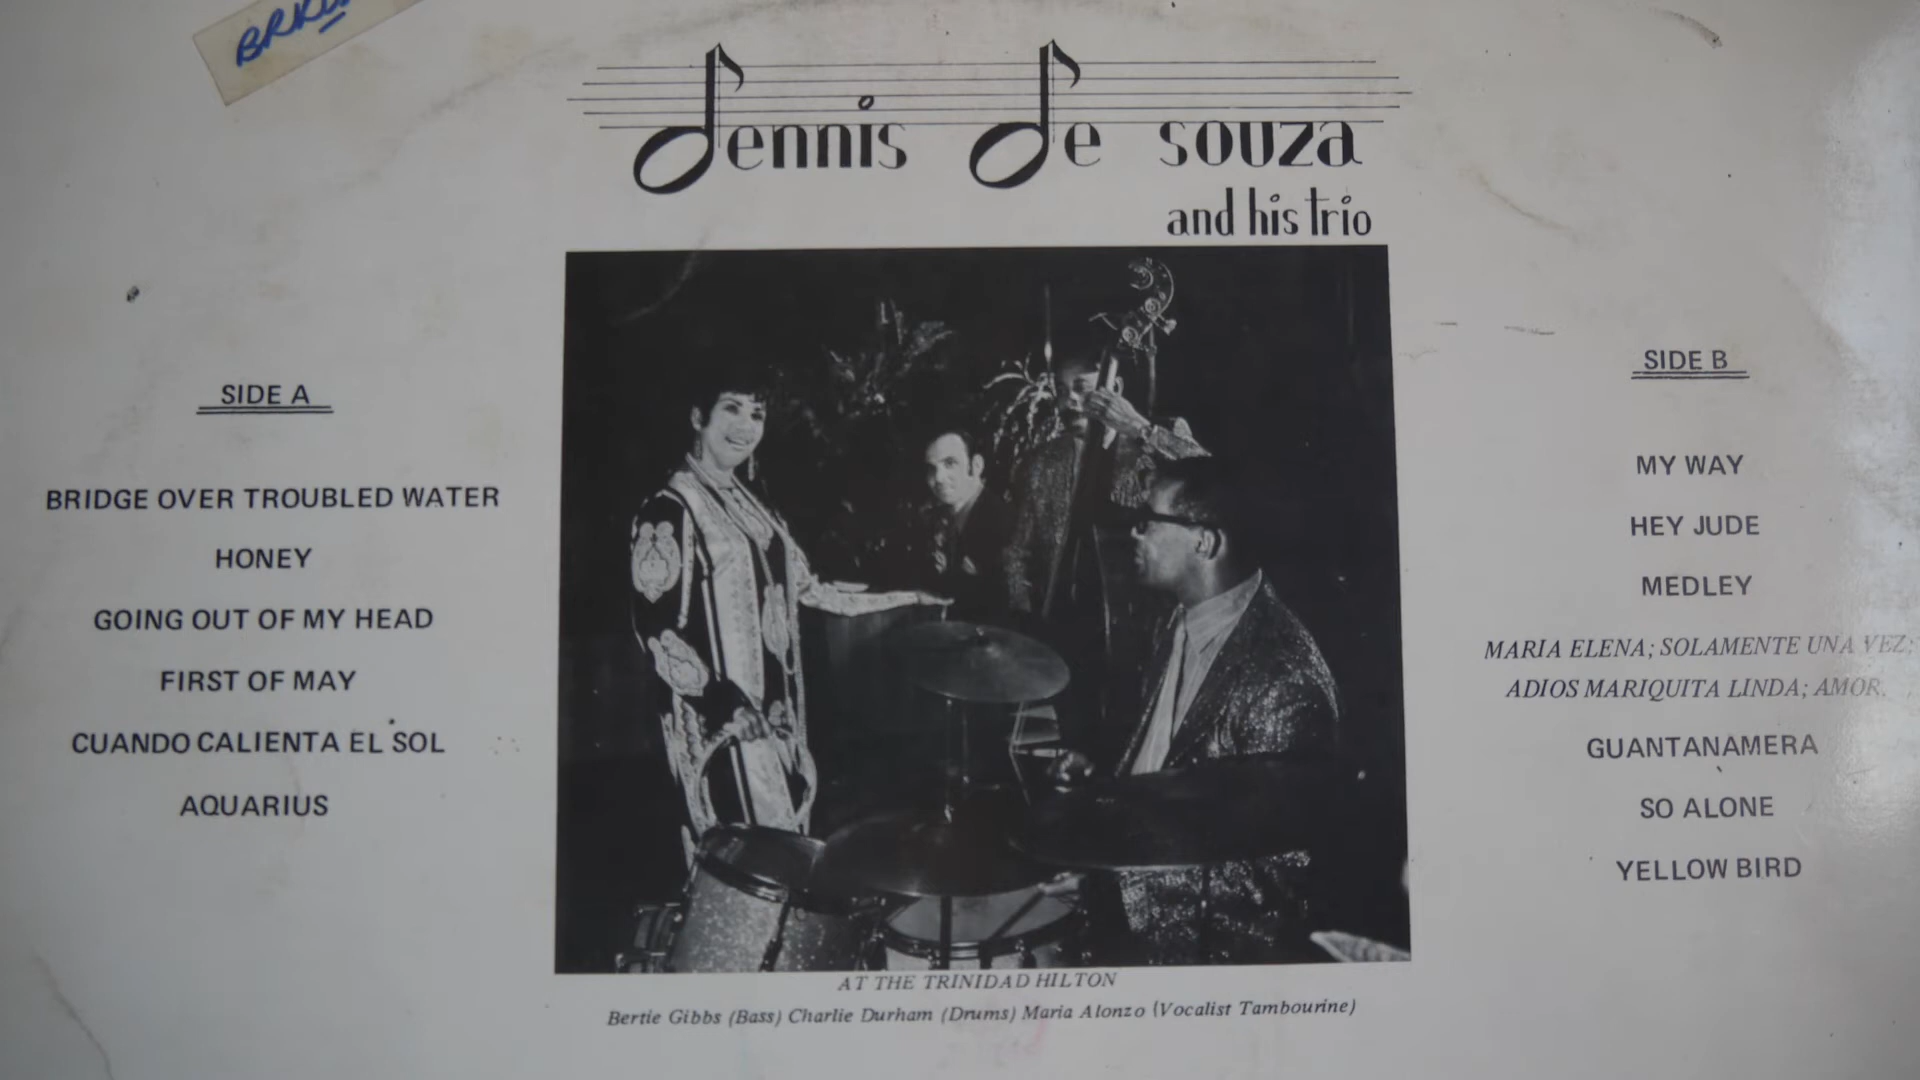 Dennis De Souza
and his trio
SIDE A
BRIDGE OVER TROUBLED WATER
HONEY
GOING OUT OF MY HEAD
FIRST OF MAY
CUANDO CALIENTA EL SOL
AQUARIUS
SIDE B
MY WAY
HEY JUDE
MEDLEY
MARIA ELENA; SOLAMENTE UNA VEZ;
ADIOS MARIQUITA LINDA; AMOR.
GUANTANAMERA
SO ALONE
YELLOW BIRD
AT THE TRINIDAD HILTON
Bertie Gibbs (Bass) Charlie Durham (Drums) Maria Alonzo (Vocalist Tambourine)